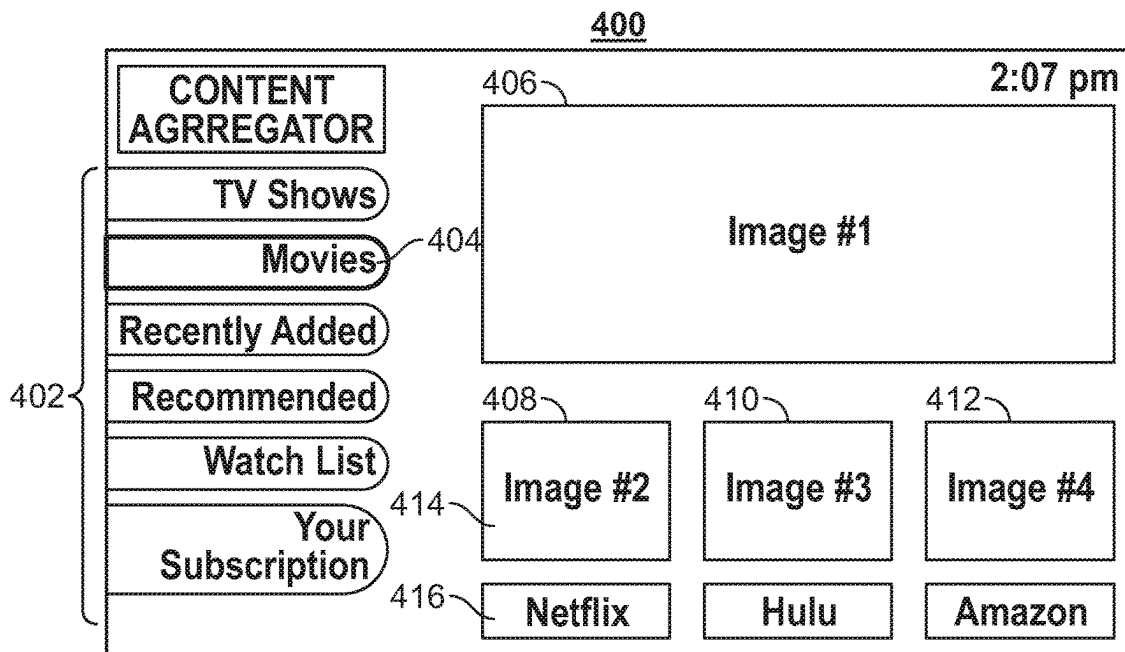 400
2:07 pm
CONTENT
AGRREGATOR
406
TV Shows
Movies
404
Image #1
Recently Added
402
Recommended
Watch List
Your
Subscription
408
410
412
Image #2
Image #3
Image #4
414
416
Netflix
Hulu
Amazon